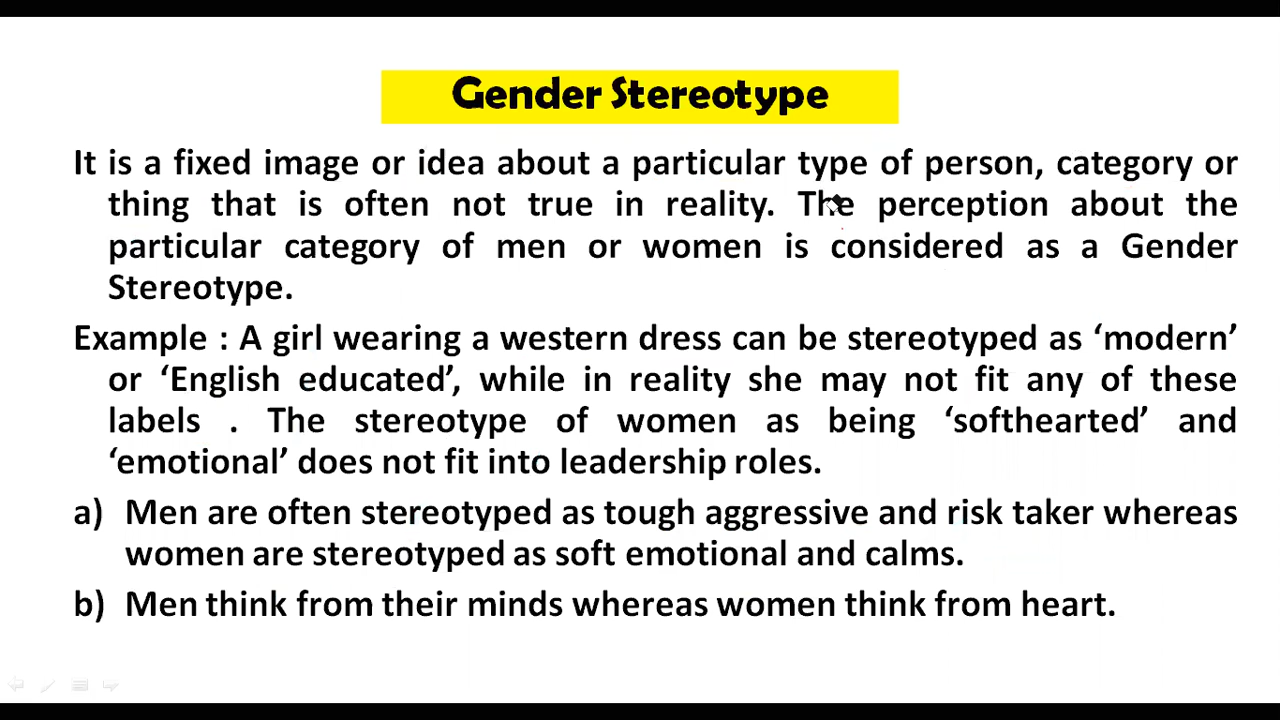 Gender Stereotype
It is a fixed image or idea about a particular type of person, category or
thing that is often not true in reality. The perception about the
particular category of men or women is considered as a Gender
Stereotype.
Example : A girl wearing a western dress can be stereotyped as ‘modern’
or ‘English educated’, while in reality she may not fit any of these
labels . The stereotype of women as being ‘softhearted’ and
‘emotional’ does not fit into leadership roles.
a) Men are often stereotyped as tough aggressive and risk taker whereas
women are stereotyped as soft emotional and calms.
b) Men think from their minds whereas women think from heart.